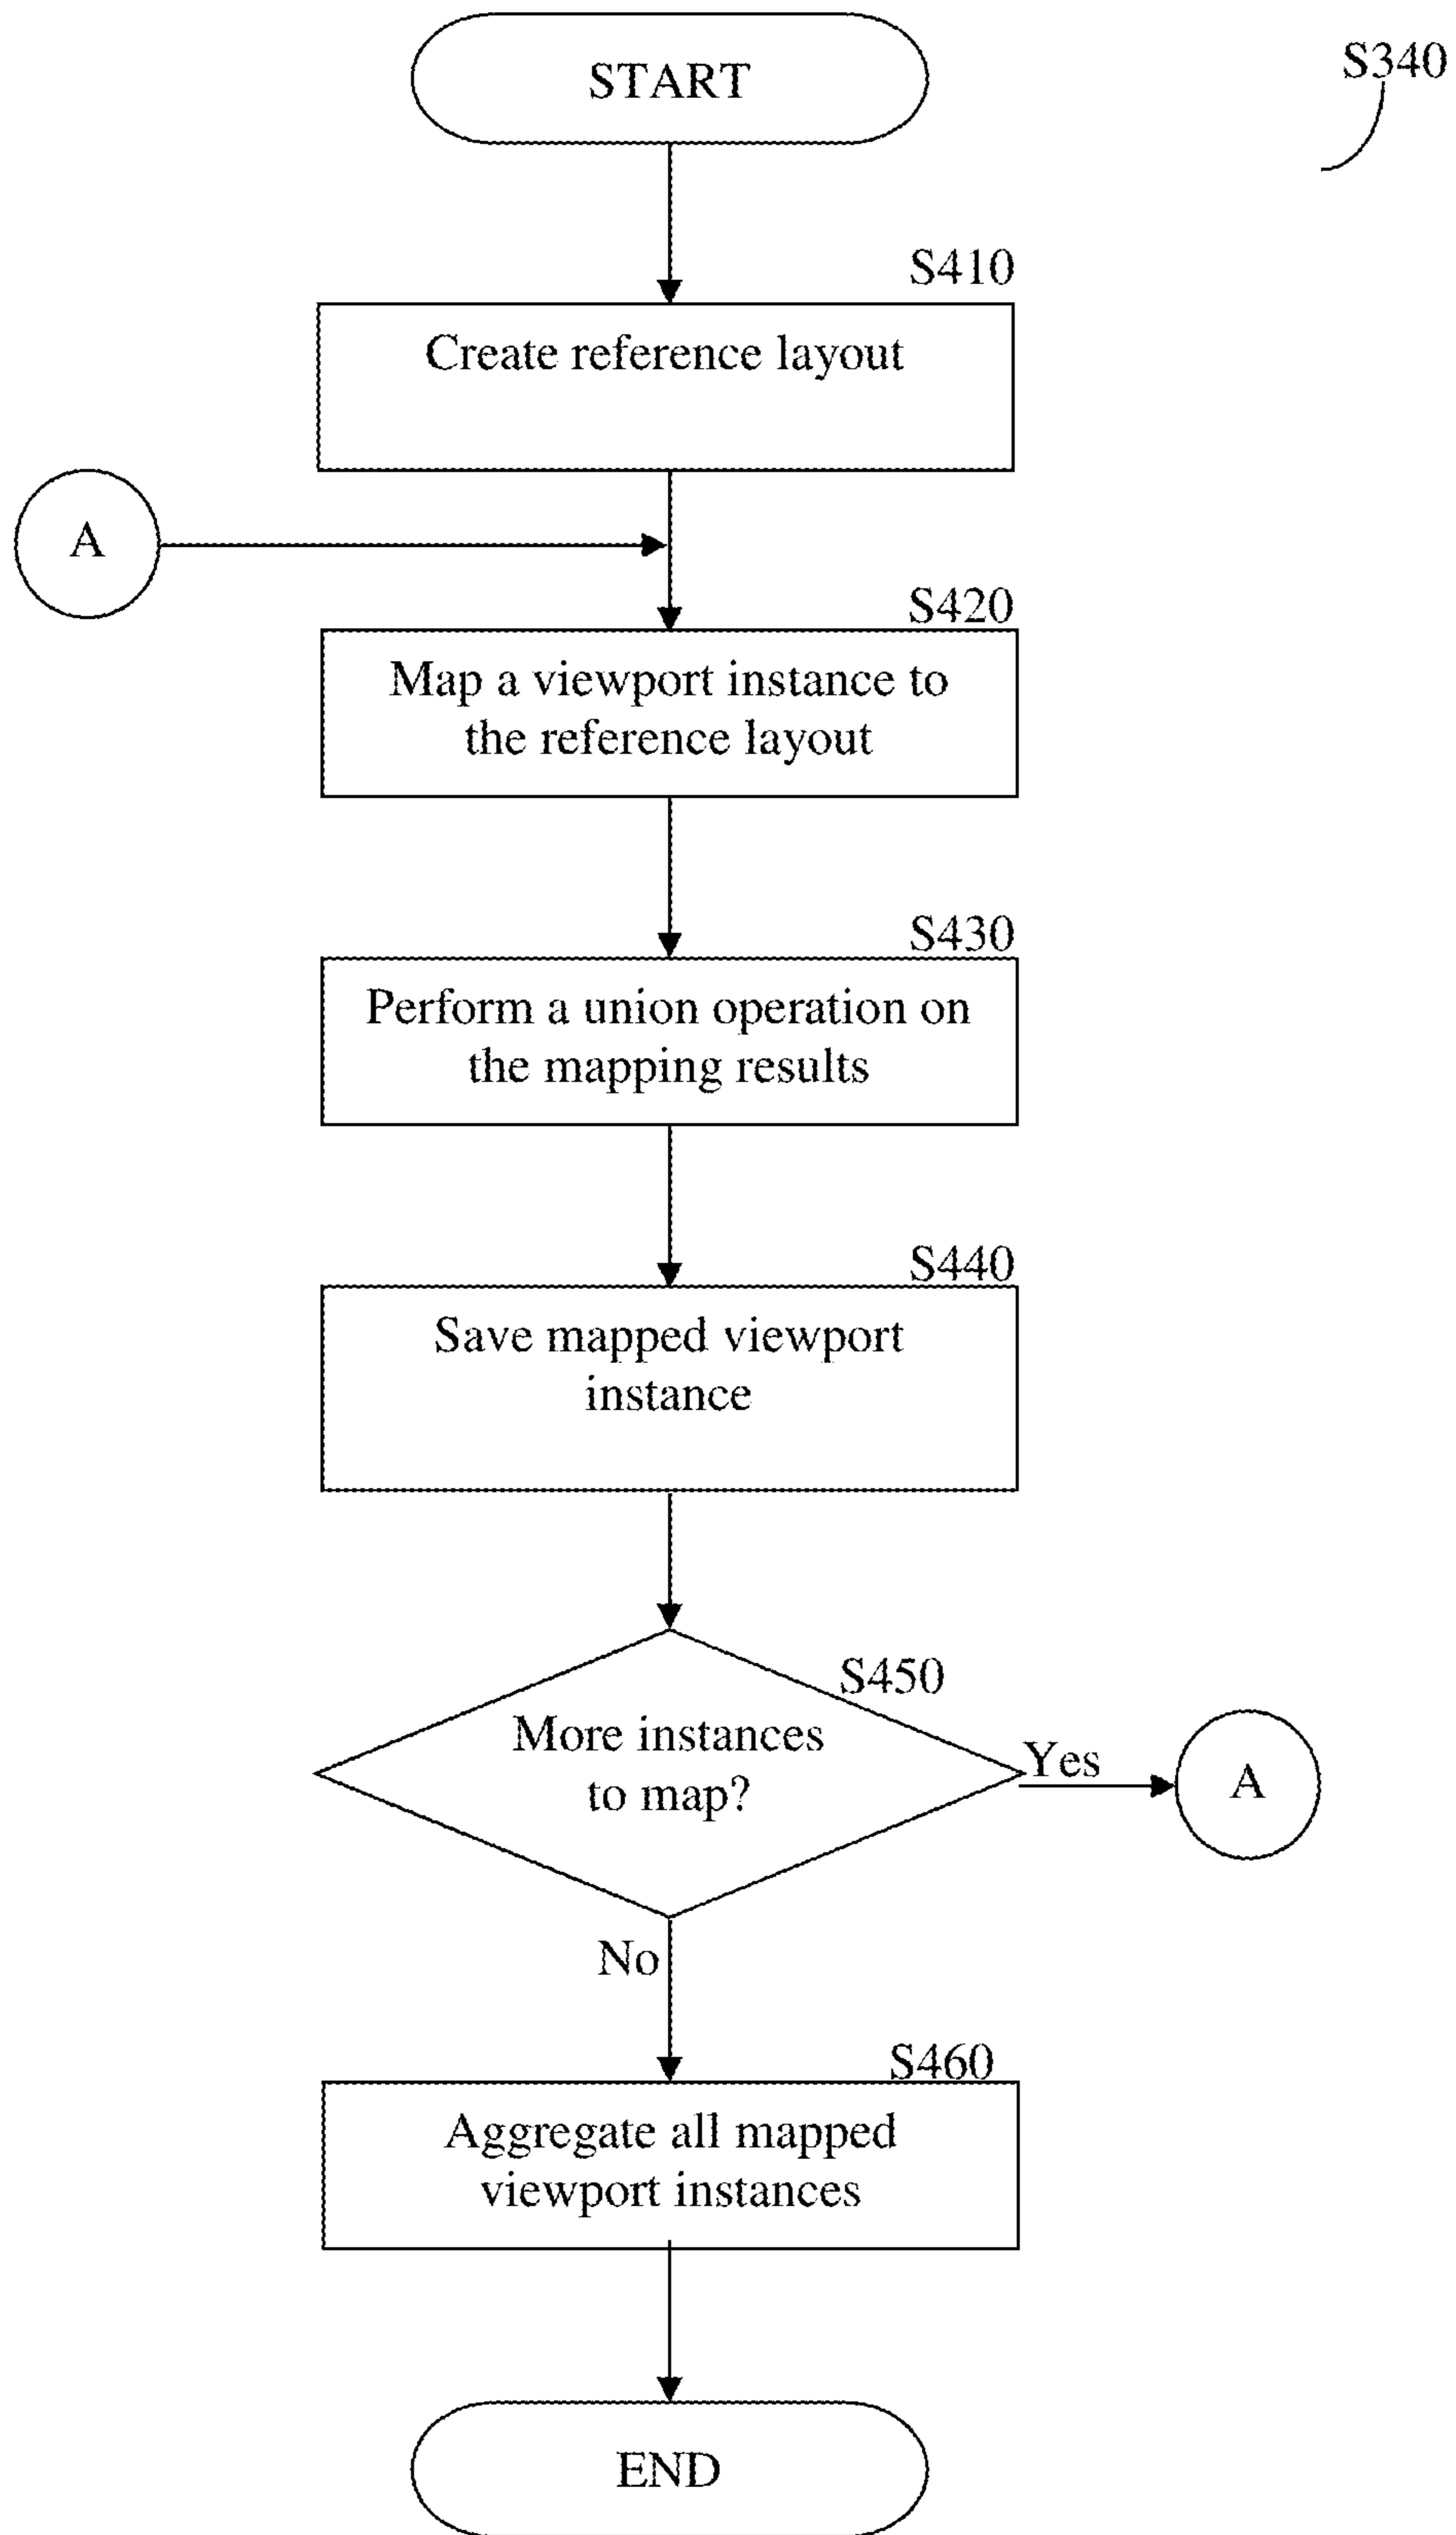 START
S340
S410
Create reference layout
A
S420
Map a viewport instance to
the reference layout
S430
Perform a union operation on
the mapping results
S440
Save mapped viewport
instance
S450
More instances
to map?
Yes
A
No
S460
Aggregate all mapped
viewport instances
END